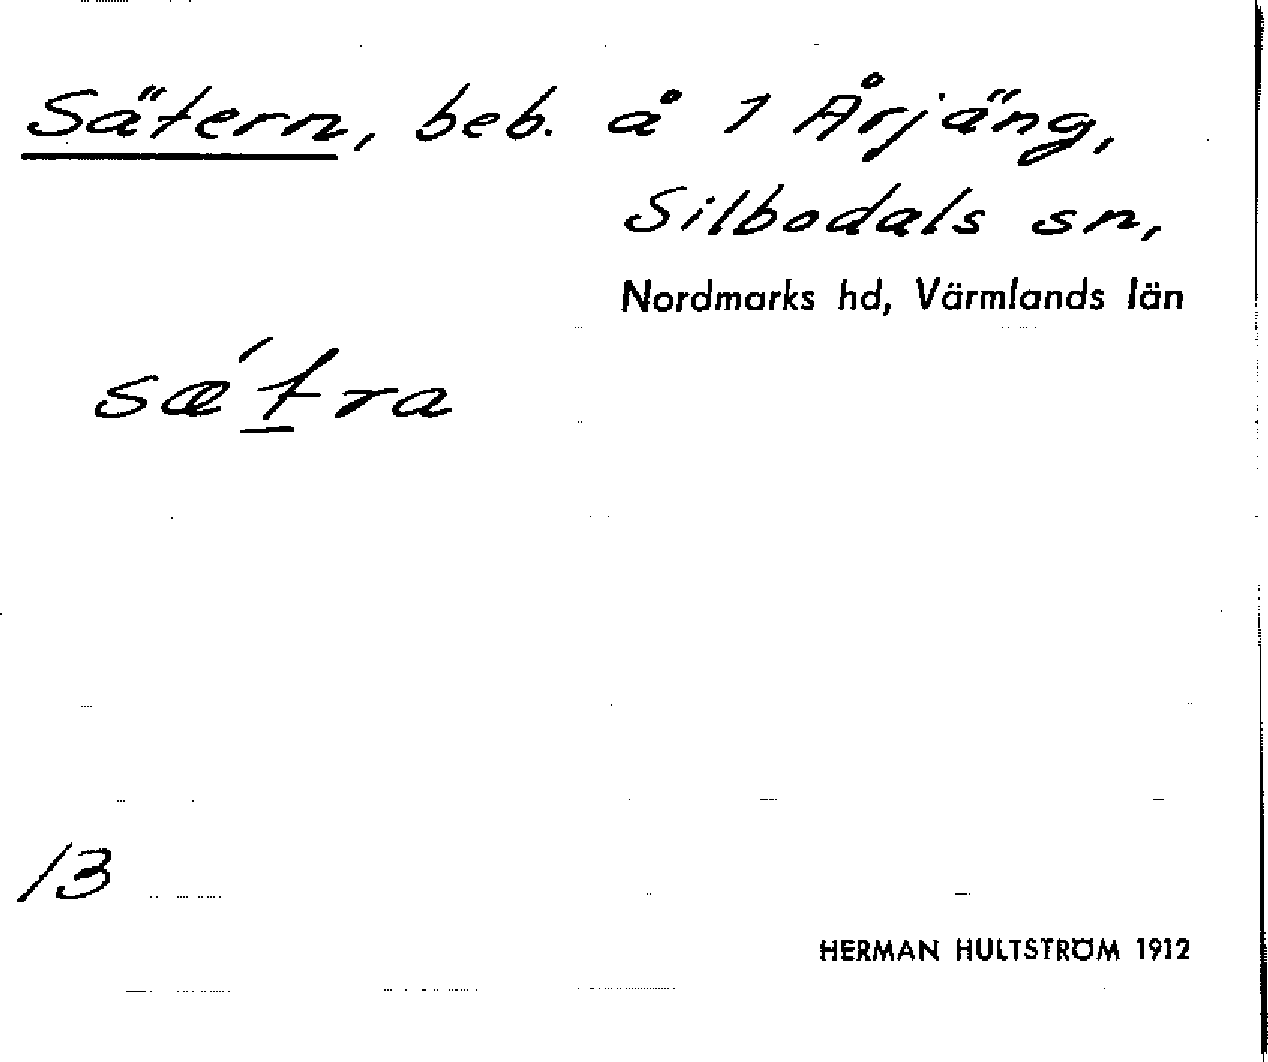 Sätern, beb. å 1 Årjäng,
Silbodals sn,
Nordmarks hd, Värmlands län
sæ´tra
13
HERMAN HULTSTRÖM 1912